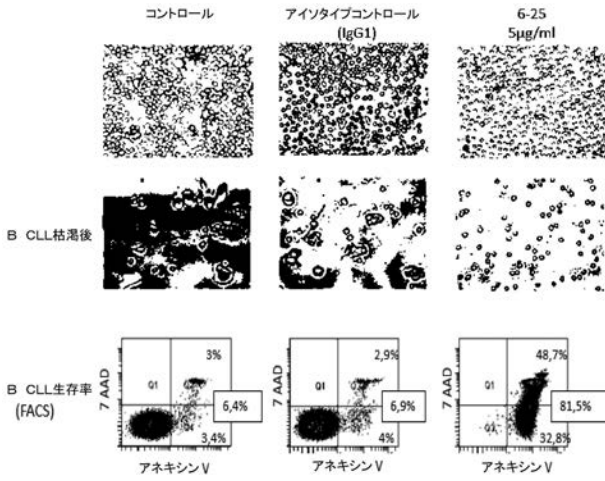 コントロール
アイソタイプコントロール
(IgG1)
6-25
5µg/ml
B CLL枯渇後
B CLL生存率
(FACS)
7 AAD
Q1
3%
6,4%
3,4%
アネキシン V
7 AAD
Q1
2,9%
6,9%
4%
アネキシン V
7 AAD
Q1
48,7%
81,5%
32,8%
アネキシン V